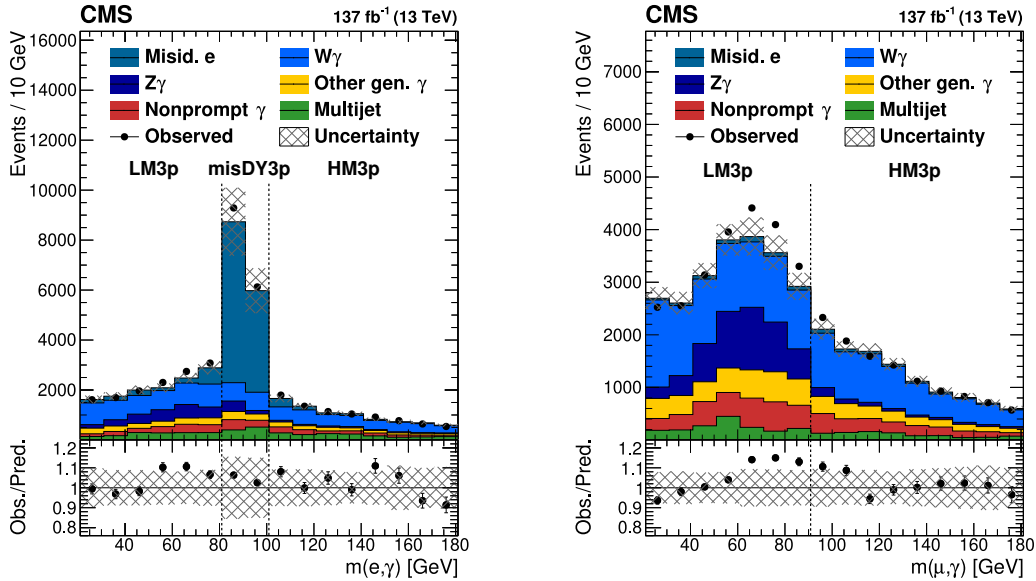 CMS 137 fb⁻¹ (13 TeV)
Events / 10 GeV
16000
14000
12000
10000
8000
6000
4000
2000
Misid. e Wγ
Zγ Other gen. γ
Nonprompt γ Multijet
Observed Uncertainty
LM3p misDY3p HM3p
Obs./Pred.
1.2
1.1
1
0.9
0.8
40 60 80 100 120 140 160 180
m(e,γ) [GeV]
CMS 137 fb⁻¹ (13 TeV)
Events / 10 GeV
7000
6000
5000
4000
3000
2000
1000
Misid. e Wγ
Zγ Other gen. γ
Nonprompt γ Multijet
Observed Uncertainty
LM3p HM3p
Obs./Pred.
1.2
1.1
1
0.9
0.8
40 60 80 100 120 140 160 180
m(μ,γ) [GeV]